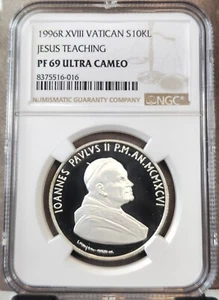 1996R XVIII VATICAN S10KL
JESUS TEACHING
PF 69 ULTRA CAMEO
8375516-016
NUMISMATIC GUARANTY COMPANY
NGC
IOANNES PAVLVS II P.M.AN.MCMXCVI